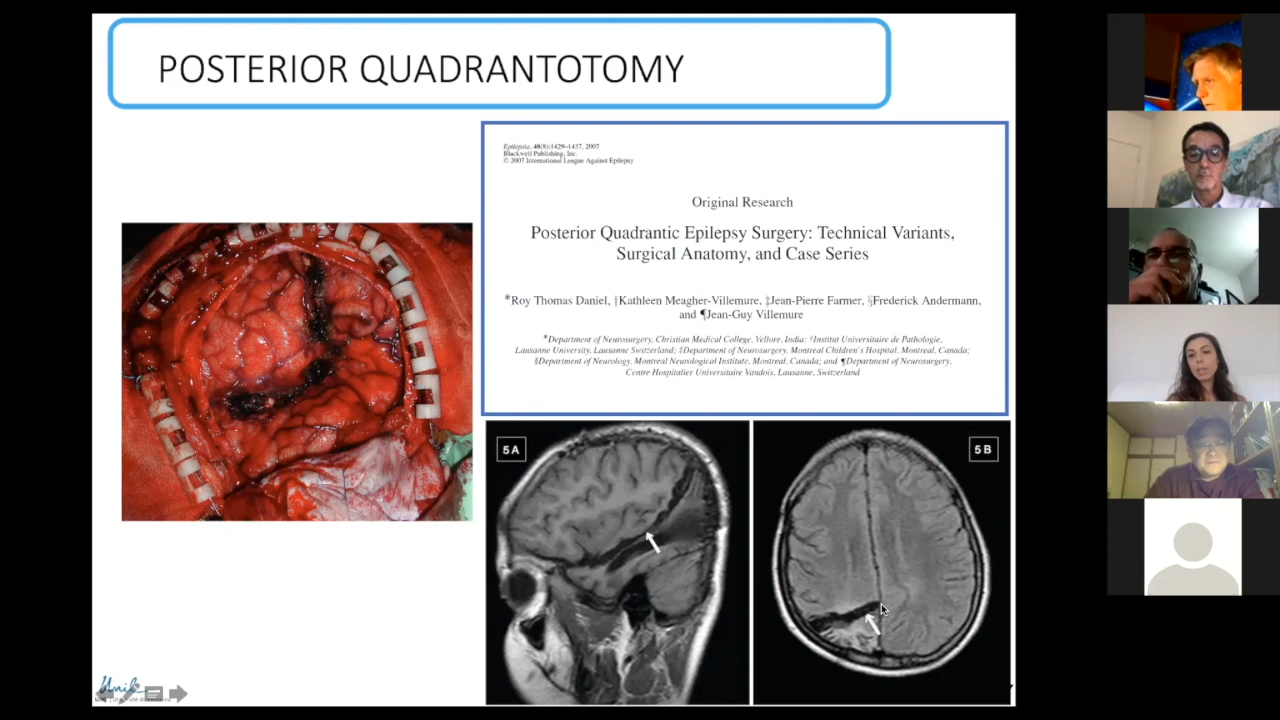 POSTERIOR QUADRANTOTOMY
Epilepsia, 48(8):1429–1437, 2007
Blackwell Publishing, Inc.
© 2007 International League Against Epilepsy
Original Research
Posterior Quadrantic Epilepsy Surgery: Technical Variants,
Surgical Anatomy, and Case Series
*Roy Thomas Daniel, †Kathleen Meagher-Villemure, ‡Jean-Pierre Farmer, §Frederick Andermann,
and ¶Jean-Guy Villemure
*Department of Neurosurgery, Christian Medical College, Vellore, India; †Institut Universitaire de Pathologie,
Lausanne University, Lausanne Switzerland; ‡Department of Neurosurgery, Montreal Children's Hospital, Montreal, Canada;
§Department of Neurology, Montreal Neurological Institute, Montreal, Canada; and ¶Department of Neurosurgery,
Centre Hospitalier Universitaire Vaudois, Lausanne, Switzerland
5A
5B